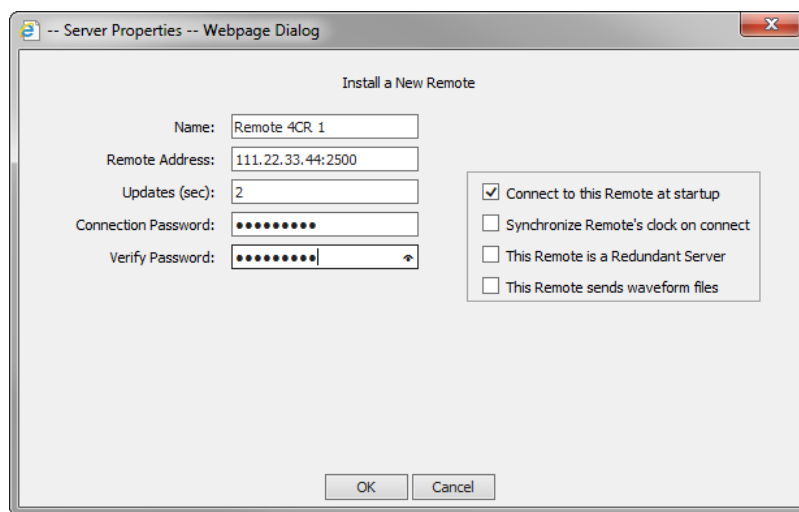 -- Server Properties -- Webpage Dialog
Install a New Remote
Name: Remote 4CR 1
Remote Address: 111.22.33.44:2500
Updates (sec): 2
Connection Password: •••••••••
Verify Password: •••••••••
Connect to this Remote at startup
Synchronize Remote's clock on connect
This Remote is a Redundant Server
This Remote sends waveform files
OK Cancel